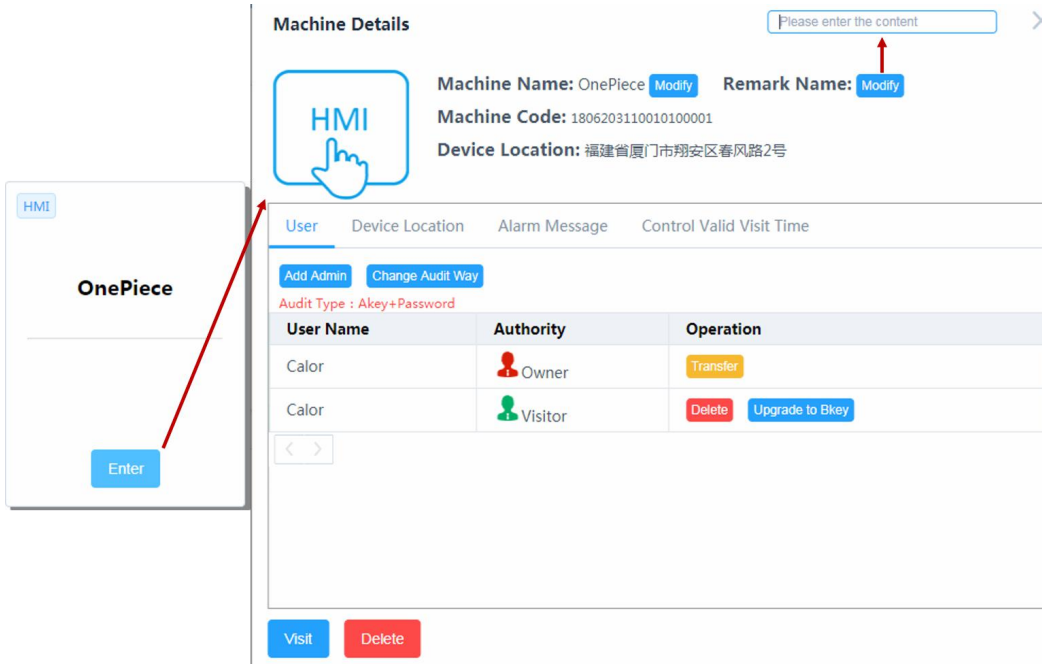 Machine Details
Please enter the content
HMI
Machine Name: OnePiece Modify Remark Name: Modify
Machine Code: 1806203110010100001
Device Location: 福建省厦门市翔安区春风路2号
HMI
OnePiece
Enter
User Device Location Alarm Message Control Valid Visit Time
Add Admin Change Audit Way
Audit Type : Akey+Password
User Name Authority Operation
Calor Owner Transfer
Calor Visitor Delete Upgrade to Bkey
Visit Delete